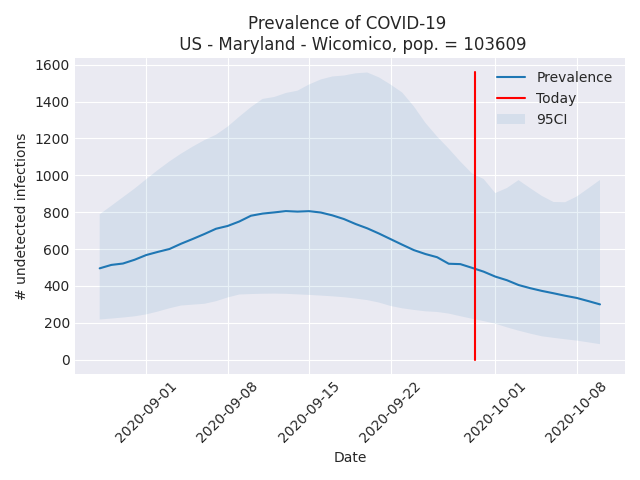 Prevalence of COVID-19
US - Maryland - Wicomico, pop. = 103609
1600
1400
1200
1000
800
600
400
200
0
# undetected infections
Prevalence
Today
95CI
2020-09-01
2020-09-08
2020-09-15
2020-09-22
2020-10-01
2020-10-08
Date